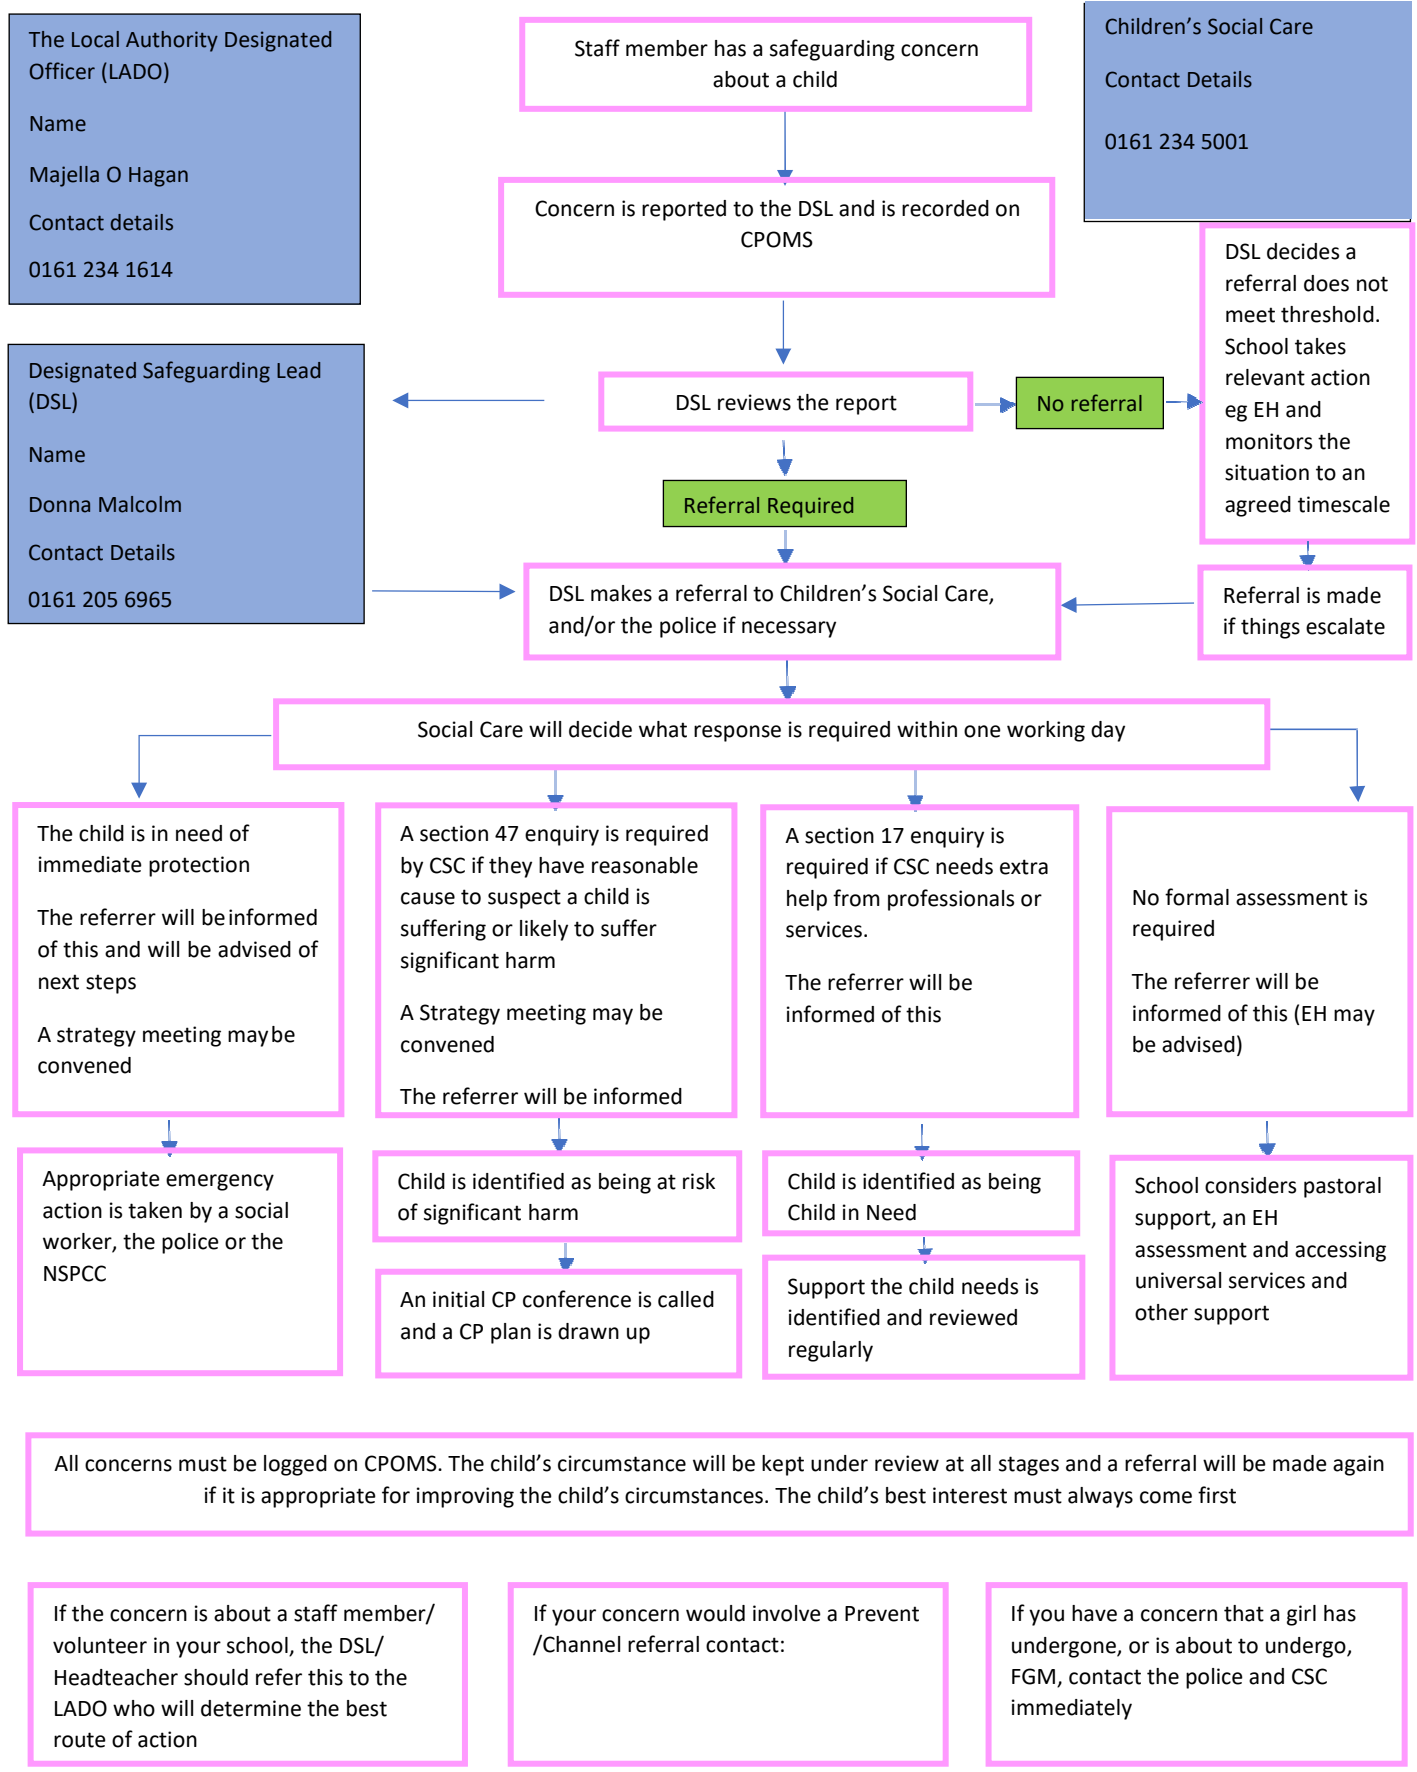 The Local Authority Designated
Officer (LADO)
Name
Majella O Hagan
Contact details
0161 234 1614
Staff member has a safeguarding concern
about a child
Children’s Social Care
Contact Details
0161 234 5001
Concern is reported to the DSL and is recorded on
CPOMS
DSL decides a
referral does not
meet threshold.
School takes
relevant action
eg EH and
monitors the
situation to an
agreed timescale
Designated Safeguarding Lead
(DSL)
Name
Donna Malcolm
Contact Details
0161 205 6965
DSL reviews the report
No referral
Referral Required
DSL makes a referral to Children’s Social Care,
and/or the police if necessary
Referral is made
if things escalate
Social Care will decide what response is required within one working day
The child is in need of
immediate protection
The referrer will be informed
of this and will be advised of
next steps
A strategy meeting may be
convened
A section 47 enquiry is required
by CSC if they have reasonable
cause to suspect a child is
suffering or likely to suffer
significant harm
A Strategy meeting may be
convened
The referrer will be informed
A section 17 enquiry is
required if CSC needs extra
help from professionals or
services.
The referrer will be
informed of this
No formal assessment is
required
The referrer will be
informed of this (EH may
be advised)
Appropriate emergency
action is taken by a social
worker, the police or the
NSPCC
Child is identified as being at risk
of significant harm
An initial CP conference is called
and a CP plan is drawn up
Child is identified as being
Child in Need
Support the child needs is
identified and reviewed
regularly
School considers pastoral
support, an EH
assessment and accessing
universal services and
other support
All concerns must be logged on CPOMS. The child’s circumstance will be kept under review at all stages and a referral will be made again
if it is appropriate for improving the child’s circumstances. The child’s best interest must always come first
If the concern is about a staff member/
volunteer in your school, the DSL/
Headteacher should refer this to the
LADO who will determine the best
route of action
If your concern would involve a Prevent
/Channel referral contact:
If you have a concern that a girl has
undergone, or is about to undergo,
FGM, contact the police and CSC
immediately